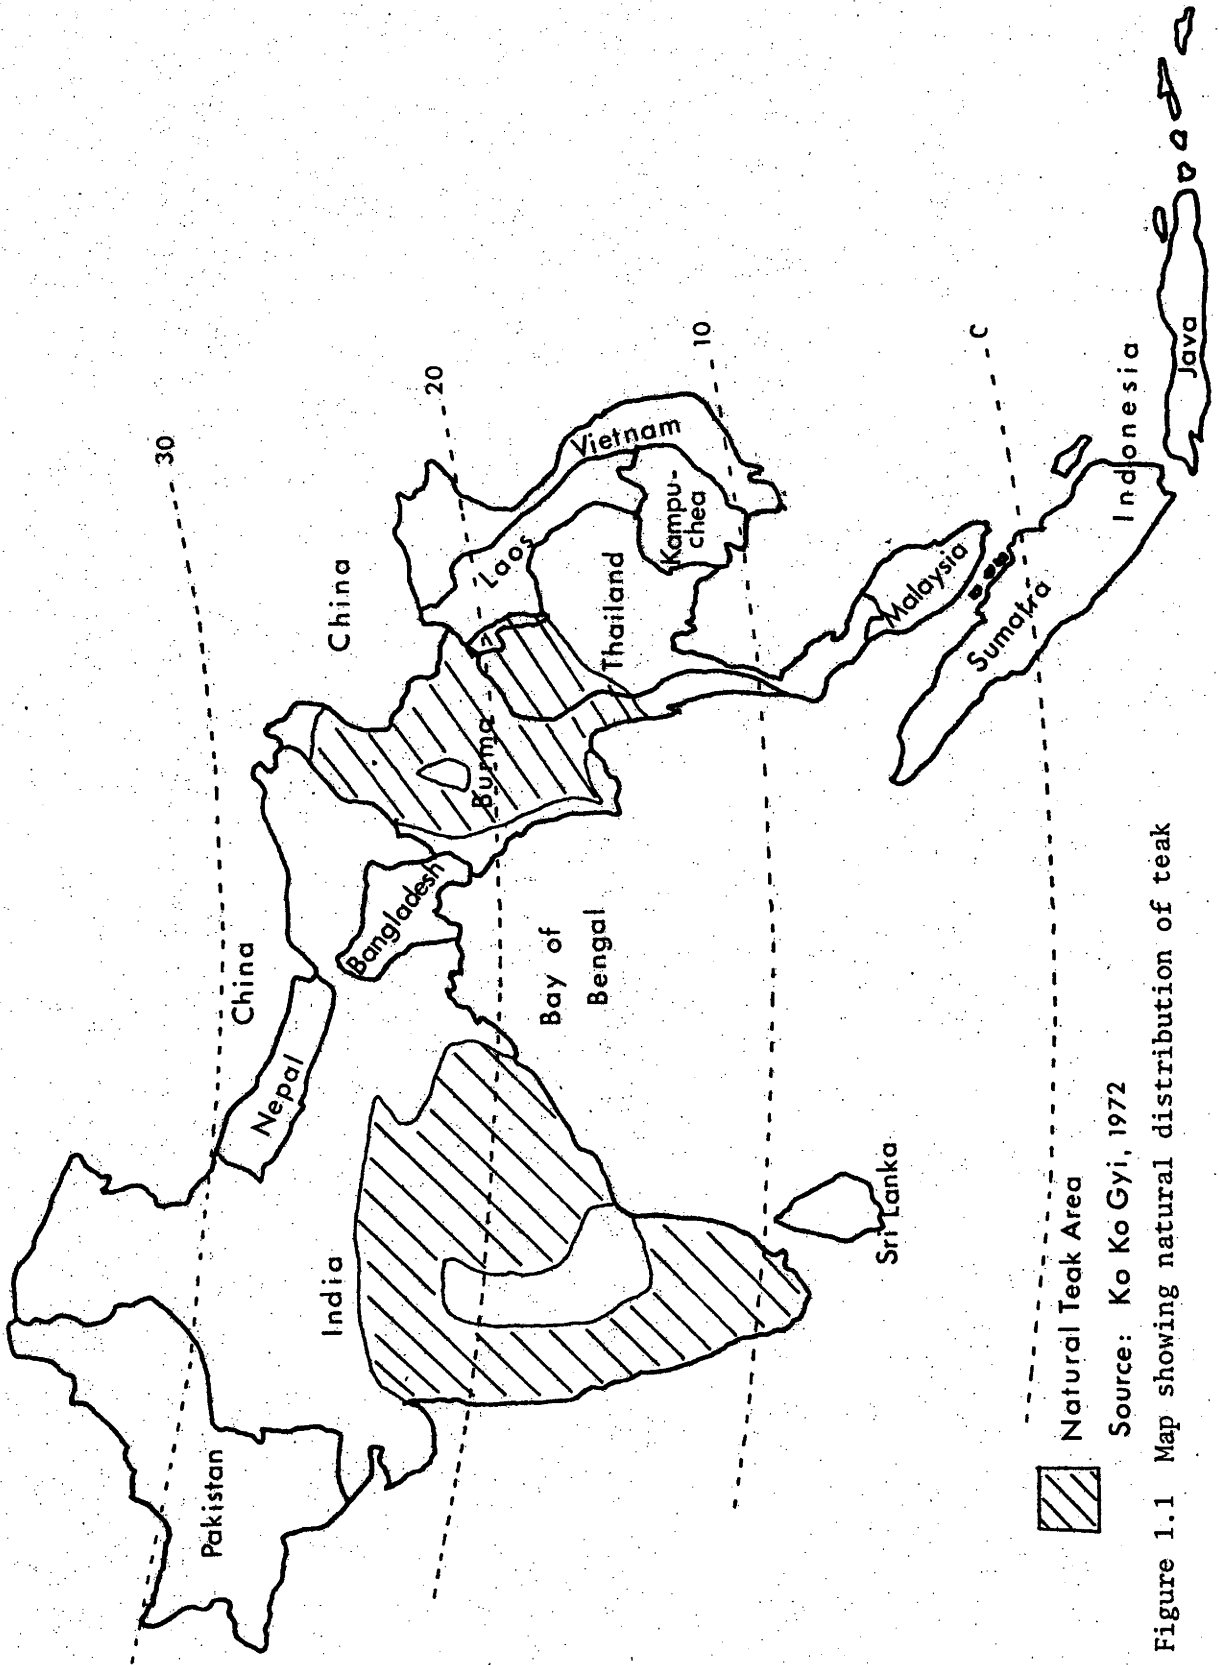 30
China
20
China
Nepal
Pakistan
India
Bangladesh
Burma
Laos
Vietnam
Thailand
Kampu-
chea
10
Bay of
Bengal
Sri Lanka
Malaysia
Sumatra
C
Indonesia
Java
Natural Teak Area
Source: Ko Ko Gyi, 1972
Figure 1.1 Map showing natural distribution of teak